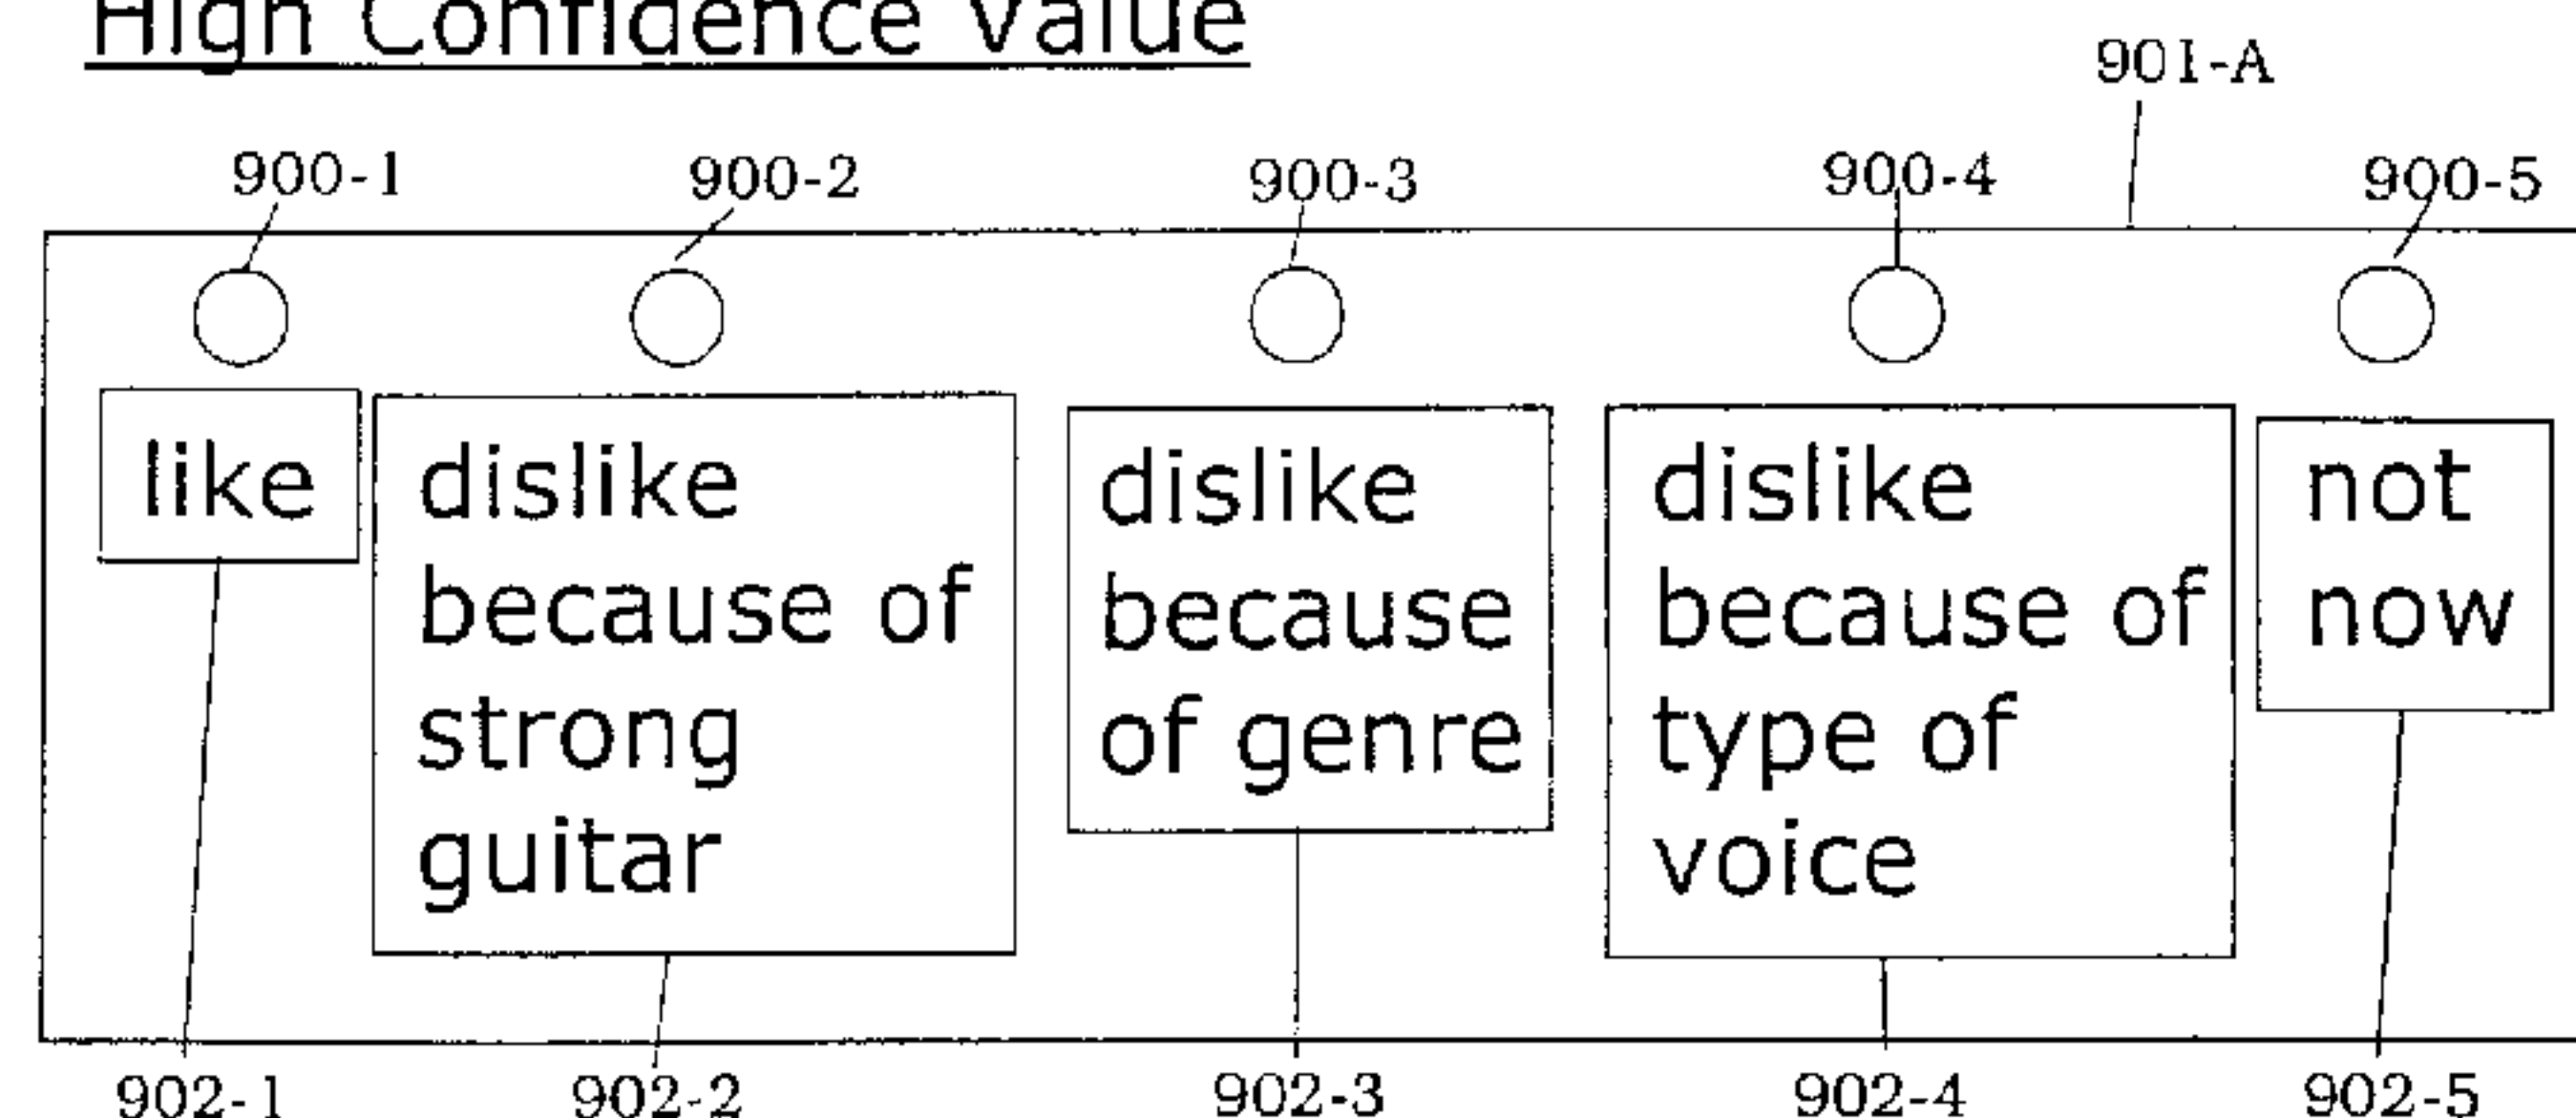 High Confidence Value
901-A
900-1 900-2 900-3 900-4 900-5
like
dislike
because of
strong
guitar
dislike
because
of genre
dislike
because of
type of
voice
not
now
902-1 902-2 902-3 902-4 902-5